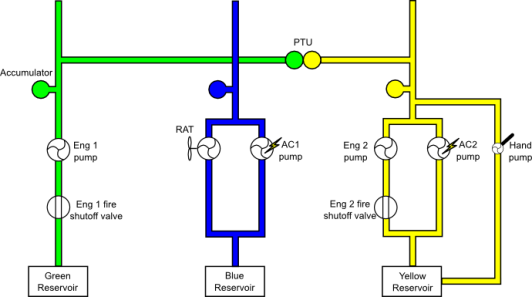 PTU
Accumulator
RAT
Eng 1
pump
AC1
pump
Eng 2
pump
AC2
pump
Hand
pump
Eng 1 fire
shutoff valve
Eng 2 fire
shutoff valve
Green
Reservoir
Blue
Reservoir
Yellow
Reservoir